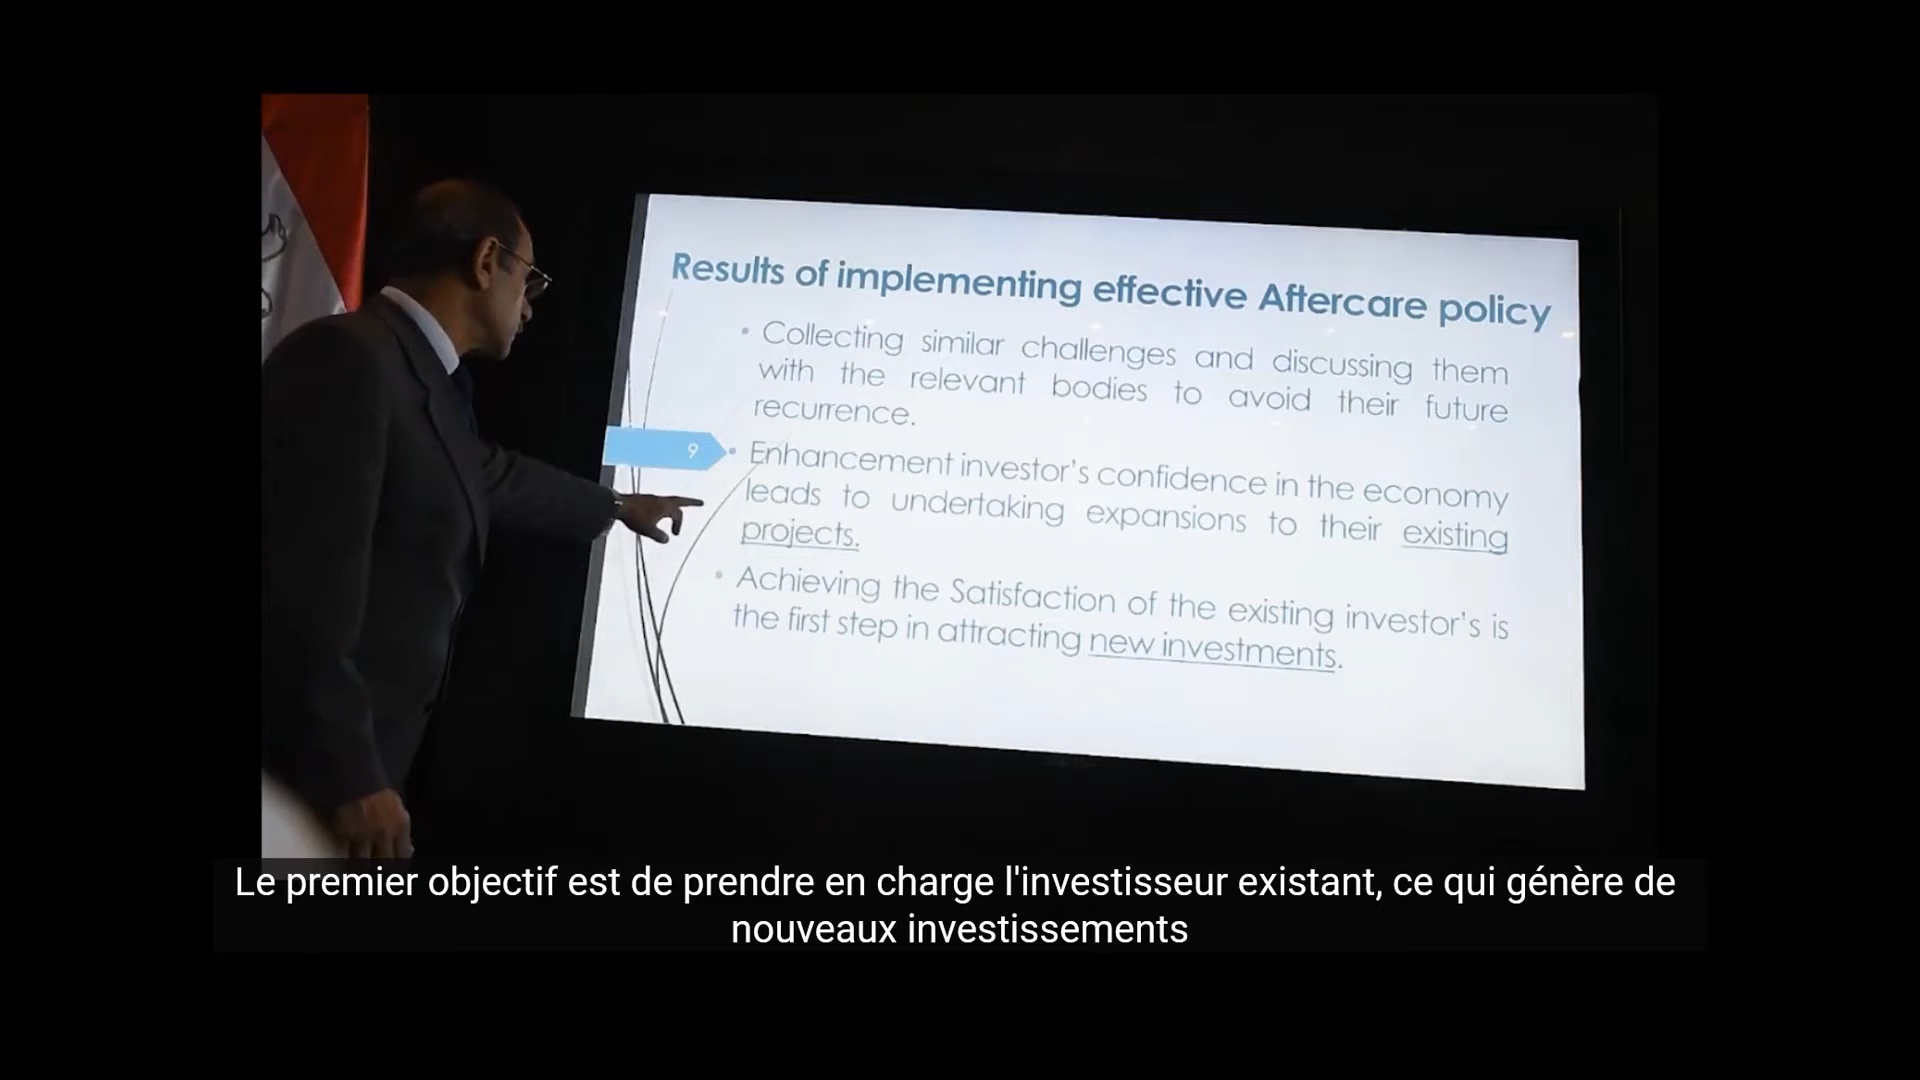 Results of implementing effective Aftercare policy
• Collecting similar challenges and discussing them
with the relevant bodies to avoid their future
recurrence.
9
• Enhancement investor's confidence in the economy
leads to undertaking expansions to their existing
projects.
• Achieving the Satisfaction of the existing investor's is
the first step in attracting new investments.
Le premier objectif est de prendre en charge l'investisseur existant, ce qui génère de
nouveaux investissements